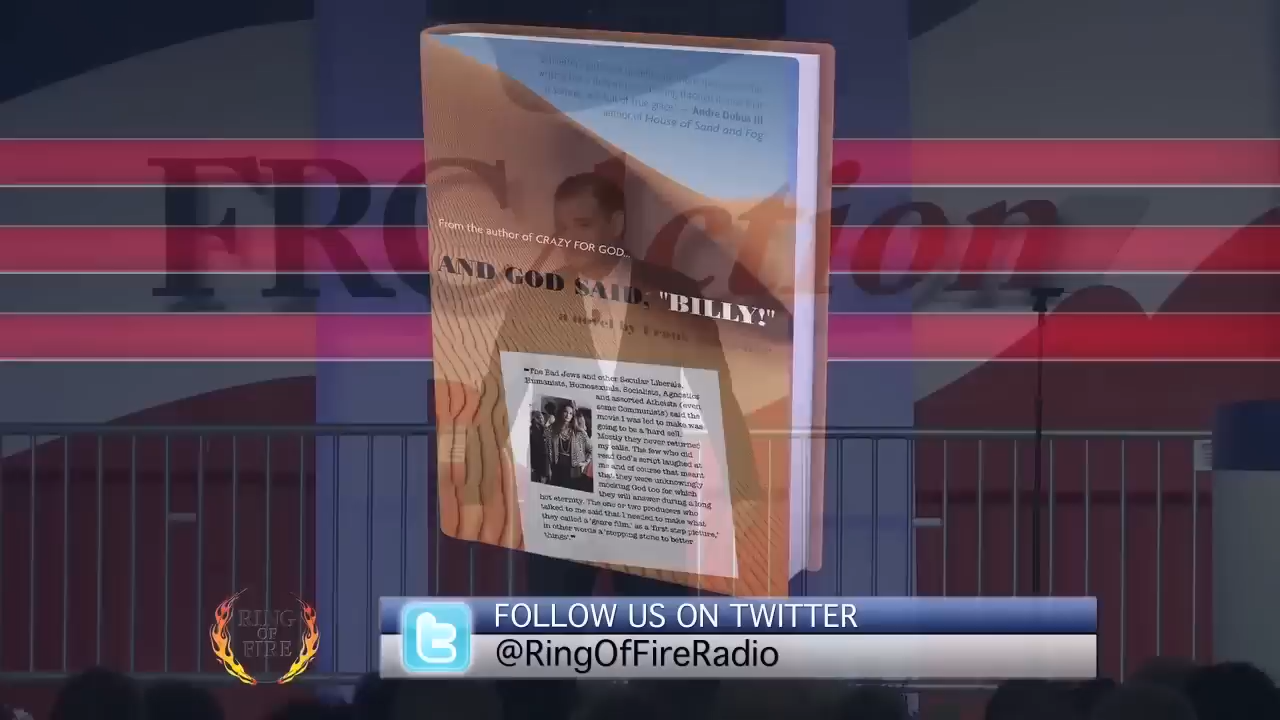 FRC Action
Andre Dubus III
author of House of Sand and Fog
From the author of CRAZY FOR GOD...
AND GOD SAID, "BILLY!"
a novel by Frank
"The Bad Jews and other Secular Liberals,
Humanists, Homosexuals, Socialists, Agnostics
and assorted Atheists (even
some Communists) said the
movie I was led to make was
going to be a 'hard sell.'
Mostly they never returned
my calls. The few who did
read God's script laughed at
me and of course that meant
that they were unknowingly
mocking God too for which
they will answer during a long
hot eternity. The one or two producers who
talked to me said that I needed to make what
they called a 'genre film,' as a 'first step picture,'
in other words a 'stepping stone to better
things'."
RING
OF
FIRE
FOLLOW US ON TWITTER
@RingOfFireRadio